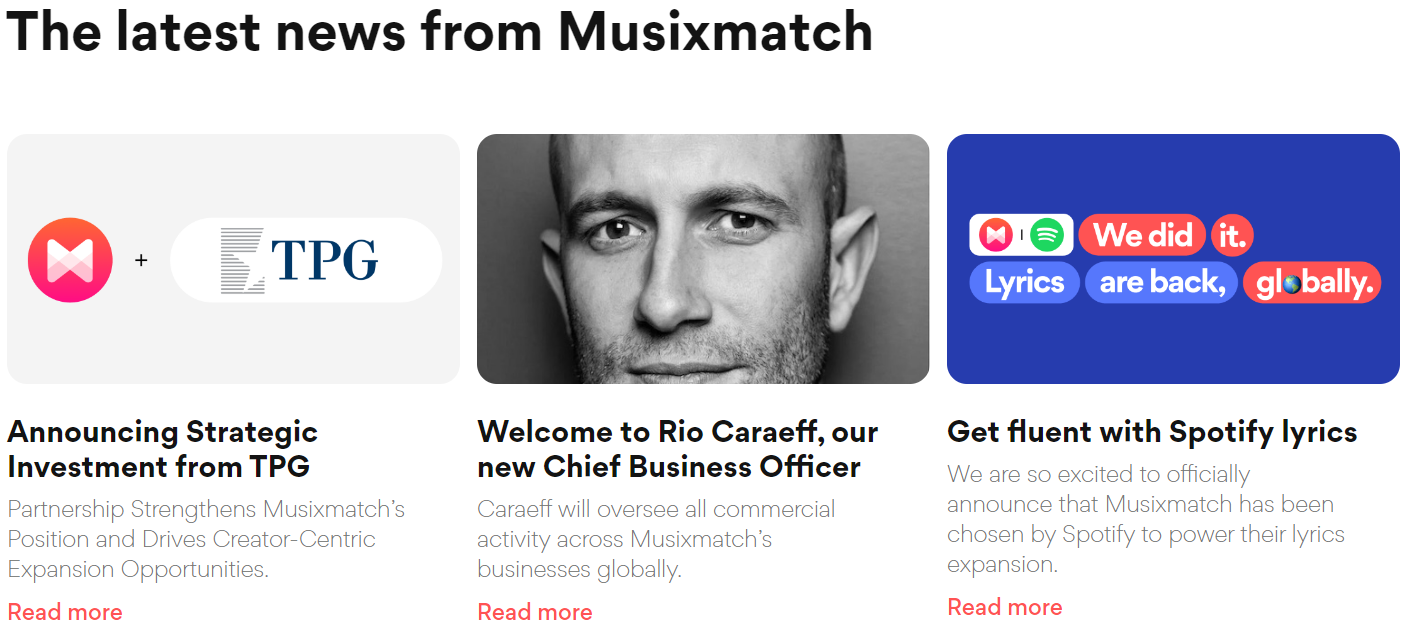 The latest news from Musixmatch
+
TPG
We did it.
Lyrics are back, globally.
Announcing Strategic
Investment from TPG
Partnership Strengthens Musixmatch’s
Position and Drives Creator-Centric
Expansion Opportunities.
Read more
Welcome to Rio Caraeff, our
new Chief Business Officer
Caraeff will oversee all commercial
activity across Musixmatch’s
businesses globally.
Read more
Get fluent with Spotify lyrics
We are so excited to officially
announce that Musixmatch has been
chosen by Spotify to power their lyrics
expansion.
Read more